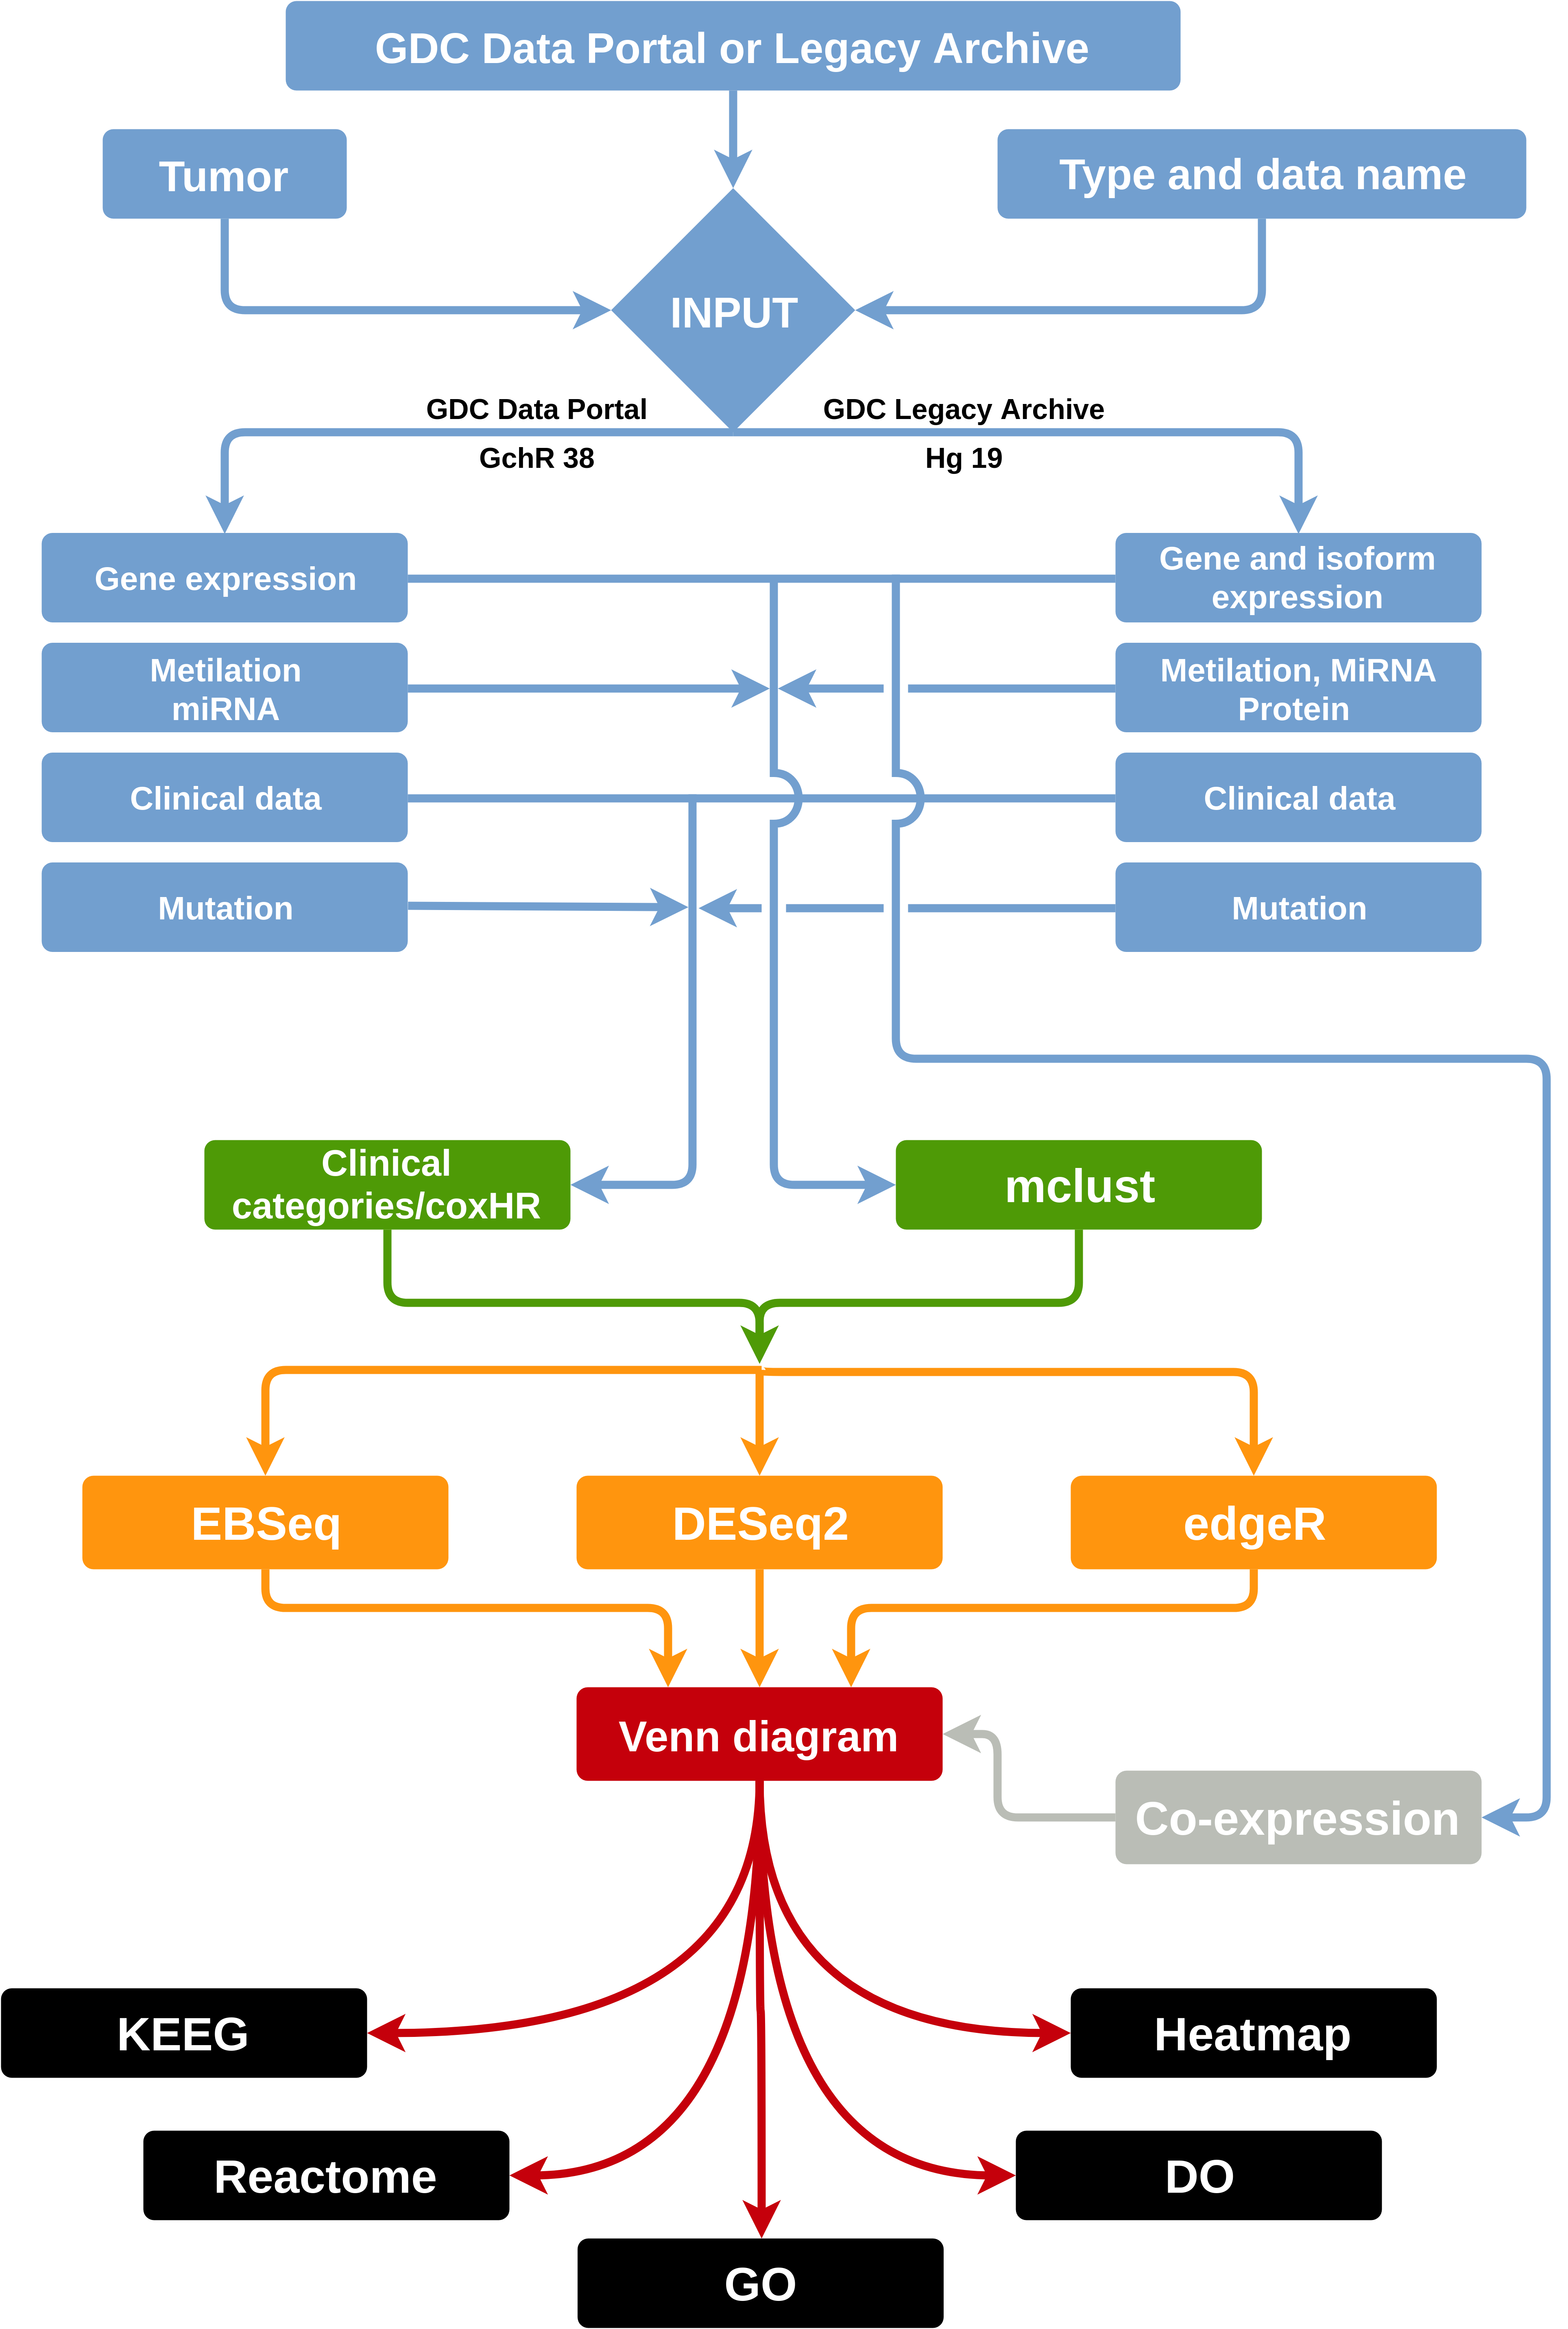 GDC Data Portal or Legacy Archive
Tumor
Type and data name
INPUT
GDC Data Portal
GDC Legacy Archive
GchR 38
Hg 19
Gene expression
Gene and isoform
expression
Metilation
miRNA
Metilation, MiRNA
Protein
Clinical data
Clinical data
Mutation
Mutation
Clinical
categories/coxHR
mclust
EBSeq
DESeq2
edgeR
Venn diagram
Co-expression
KEEG
Heatmap
Reactome
DO
GO